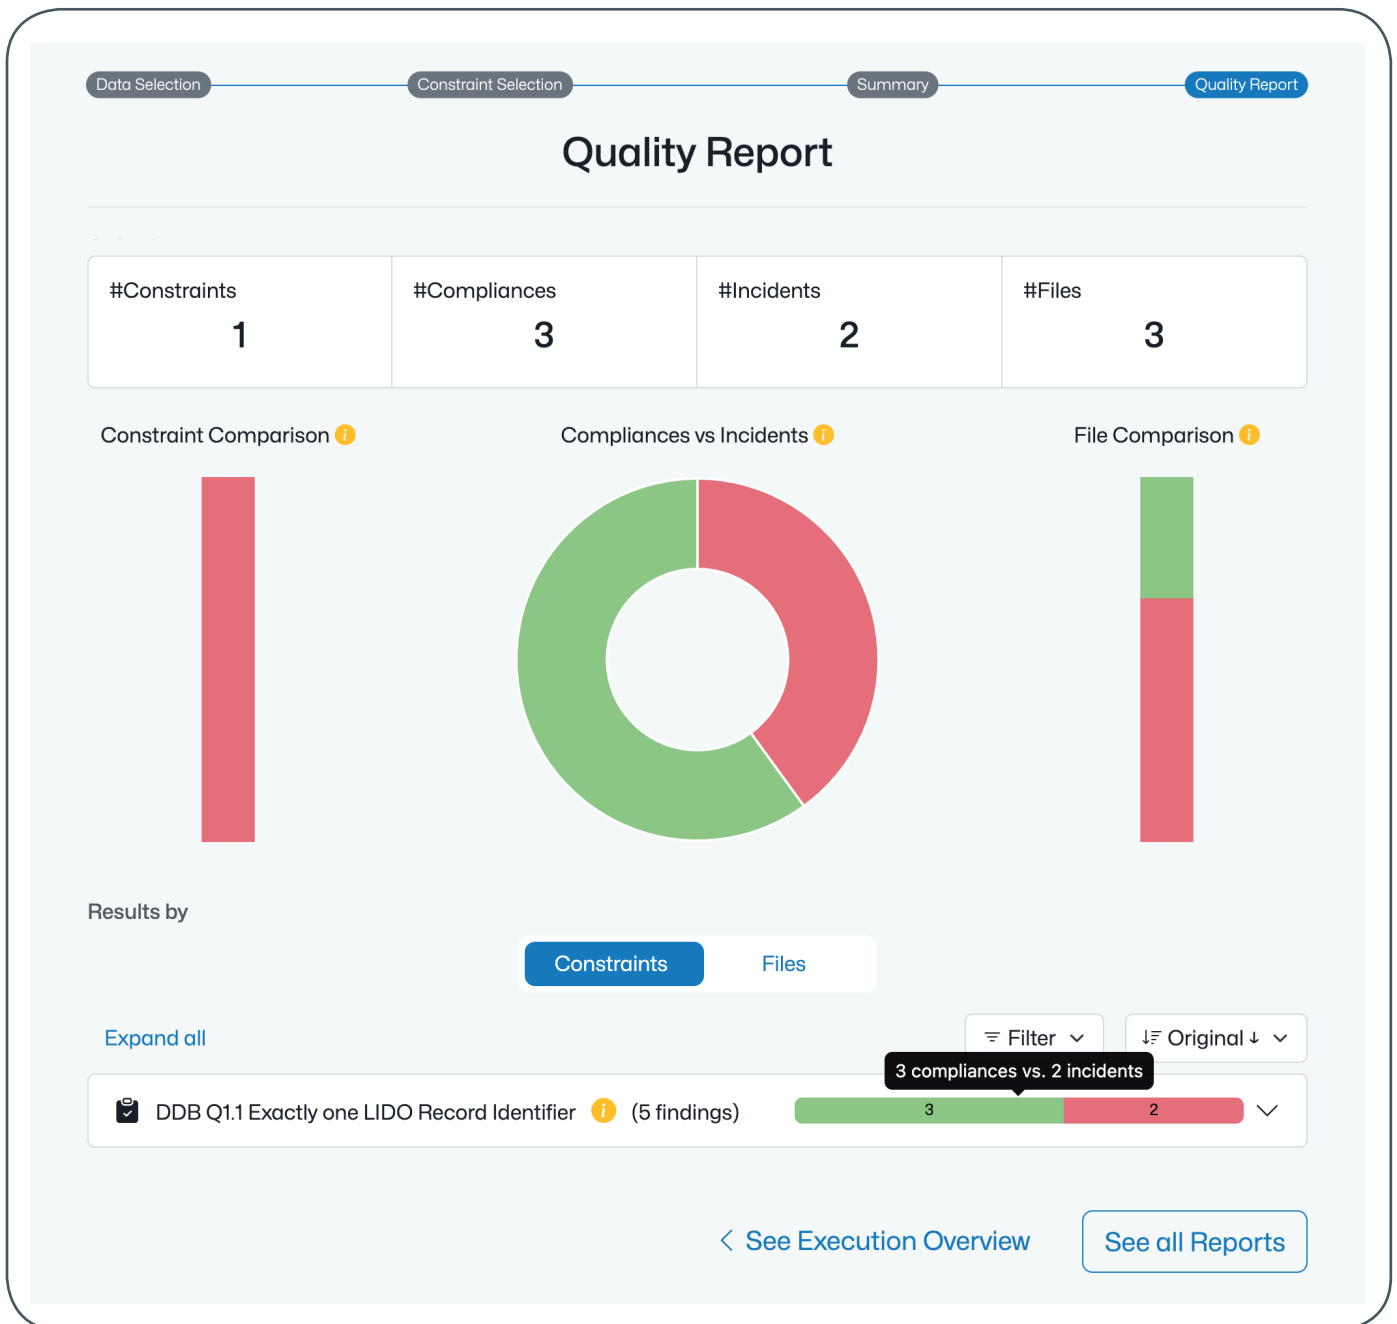 Data Selection Constraint Selection Summary Quality Report
Quality Report
#Constraints #Compliances #Incidents #Files
1 3 2 3
Constraint Comparison i Compliances vs Incidents i File Comparison i
Results by
Constraints Files
Expand all Filter Original ↓
3 compliances vs. 2 incidents
DDB Q1.1 Exactly one LIDO Record Identifier i (5 findings) 3 2
See Execution Overview See all Reports